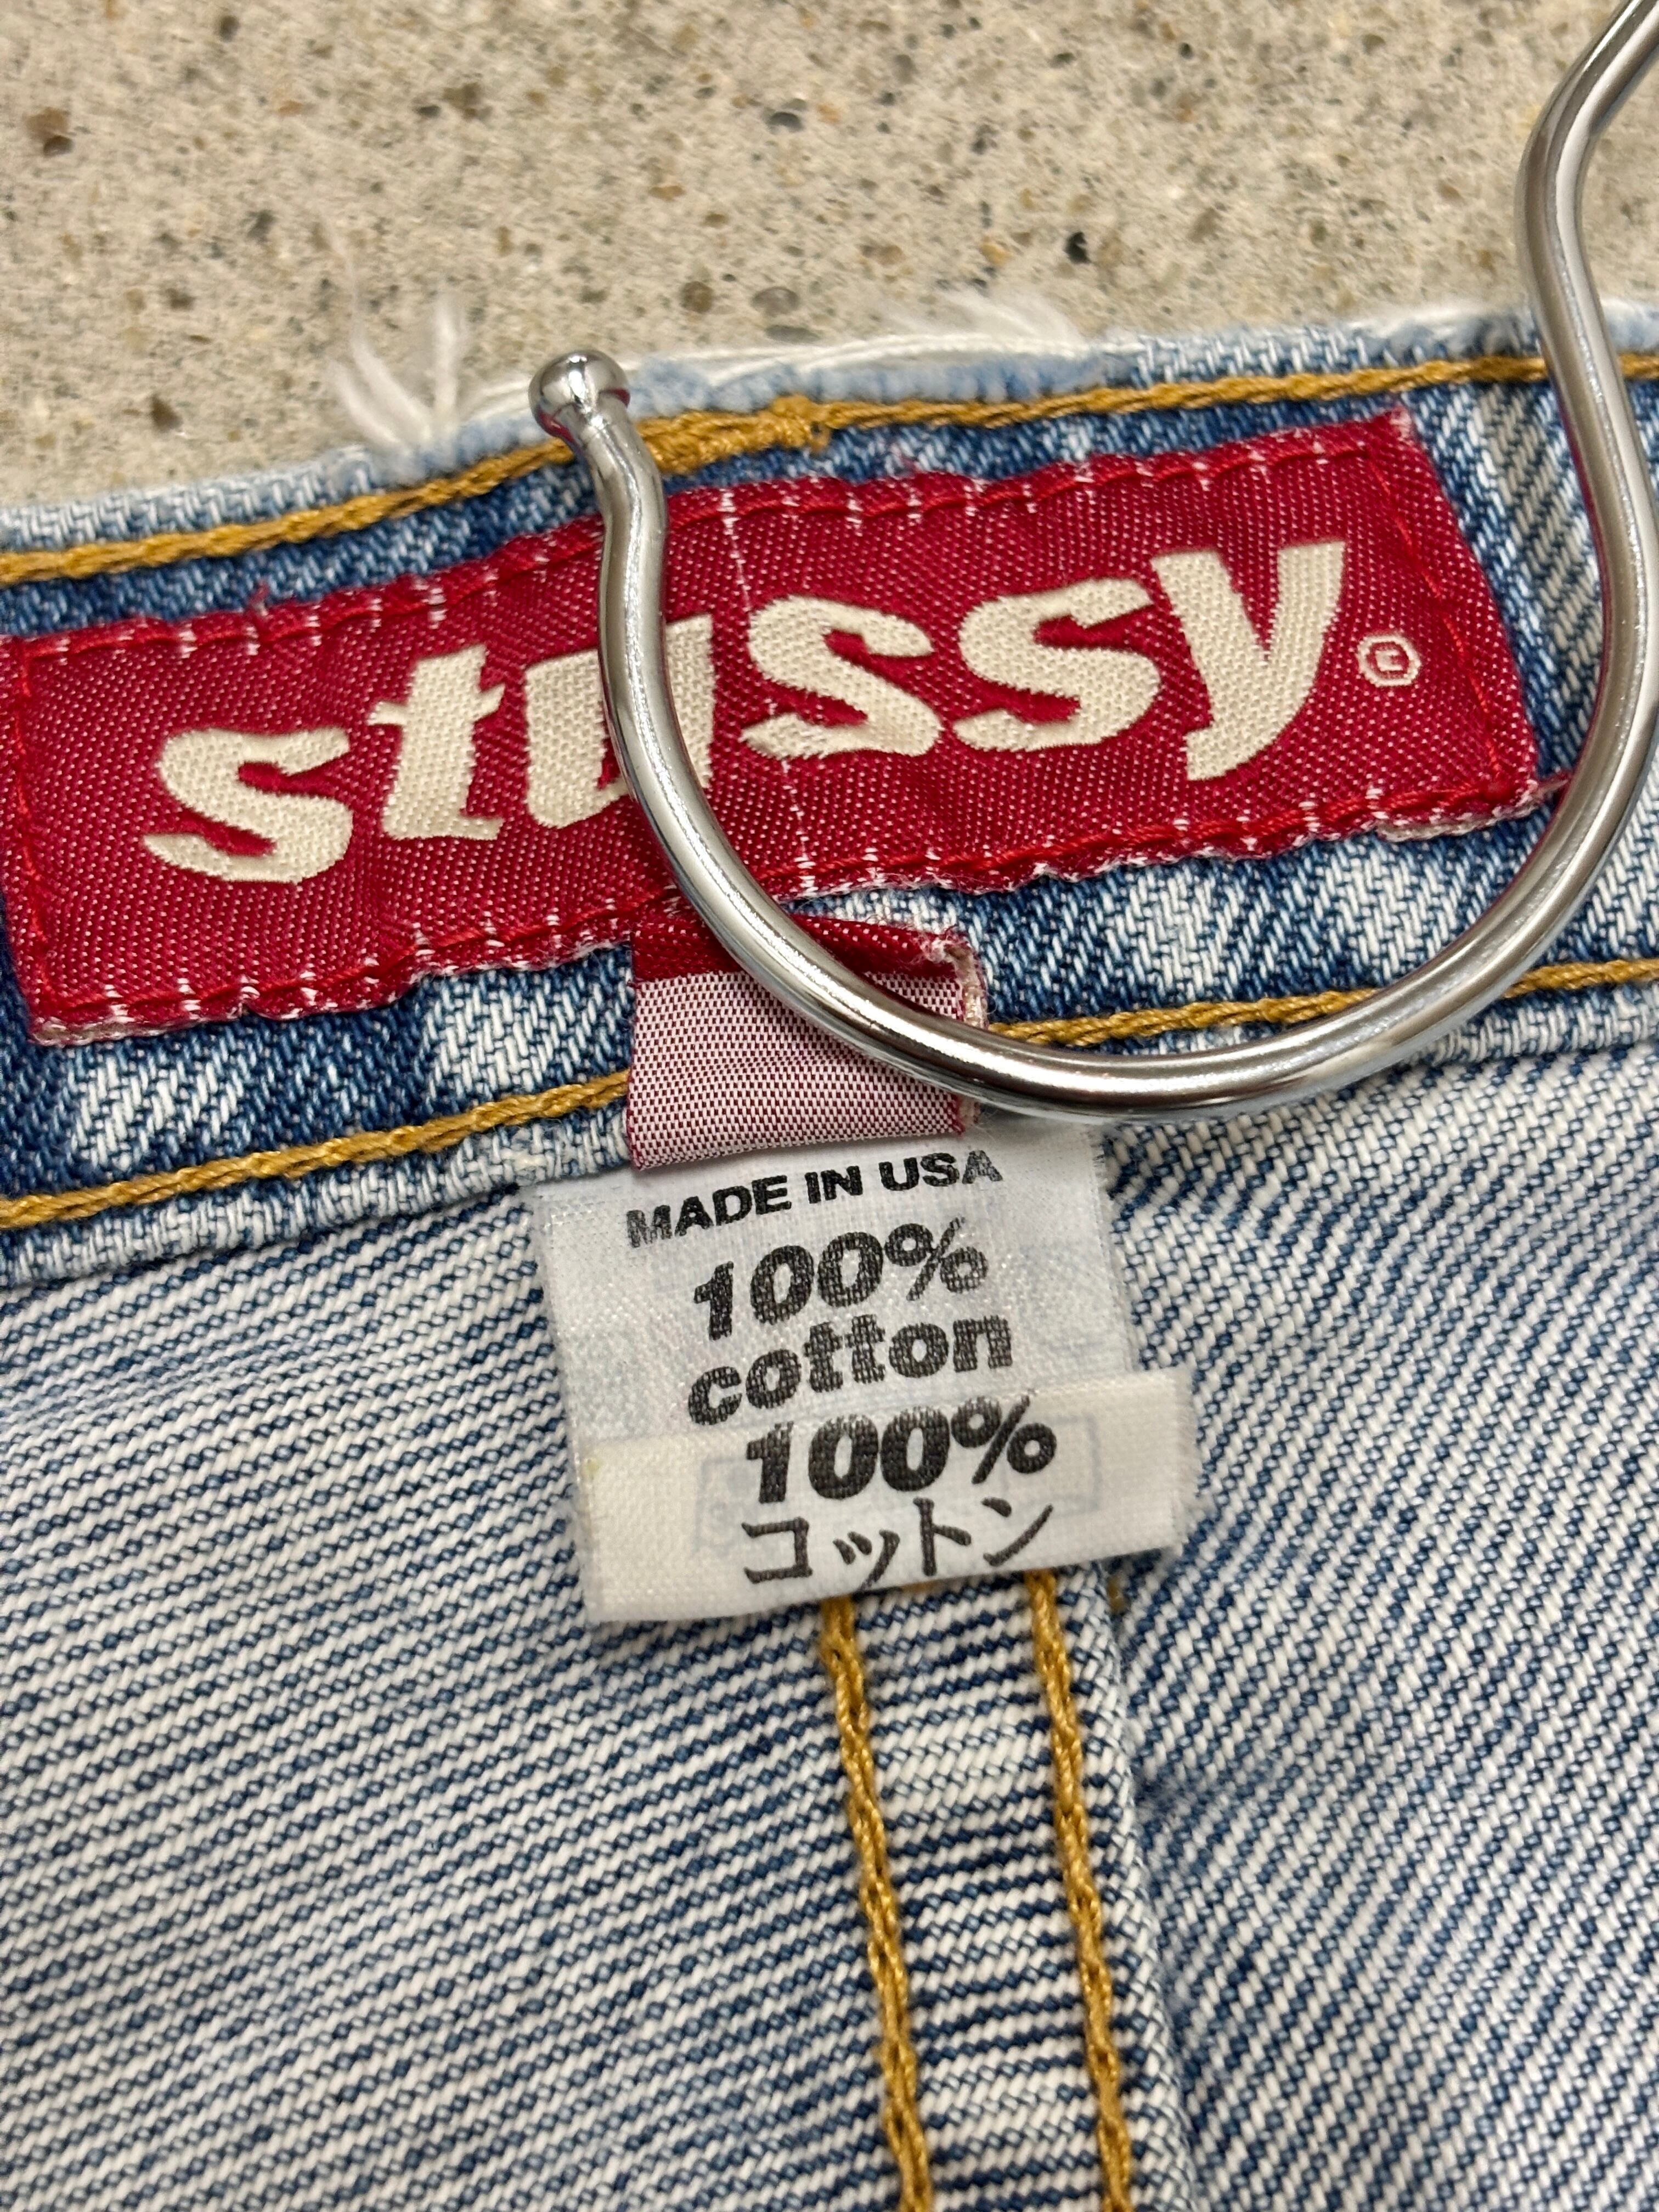 stussy ©
MADE IN USA
100%
cotton
100%
コットン